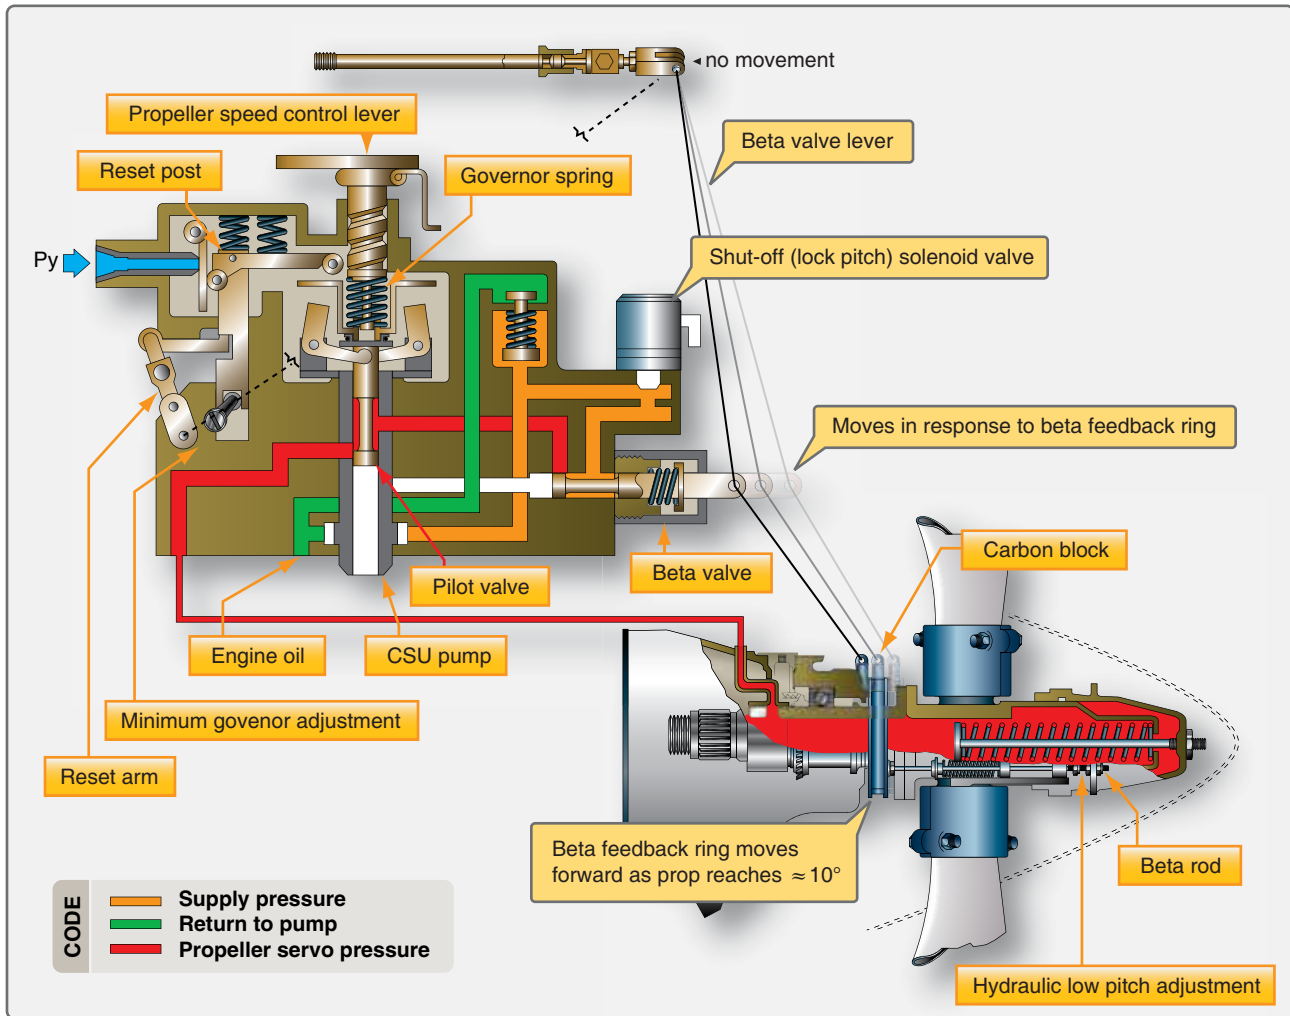 no movement
Propeller speed control lever
Beta valve lever
Reset post
Governor spring
Py
Shut-off (lock pitch) solenoid valve
Moves in response to beta feedback ring
Carbon block
Beta valve
Pilot valve
Engine oil
CSU pump
Minimum govenor adjustment
Reset arm
Beta feedback ring moves
forward as prop reaches ≈10°
Beta rod
Hydraulic low pitch adjustment
CODE
Supply pressure
Return to pump
Propeller servo pressure